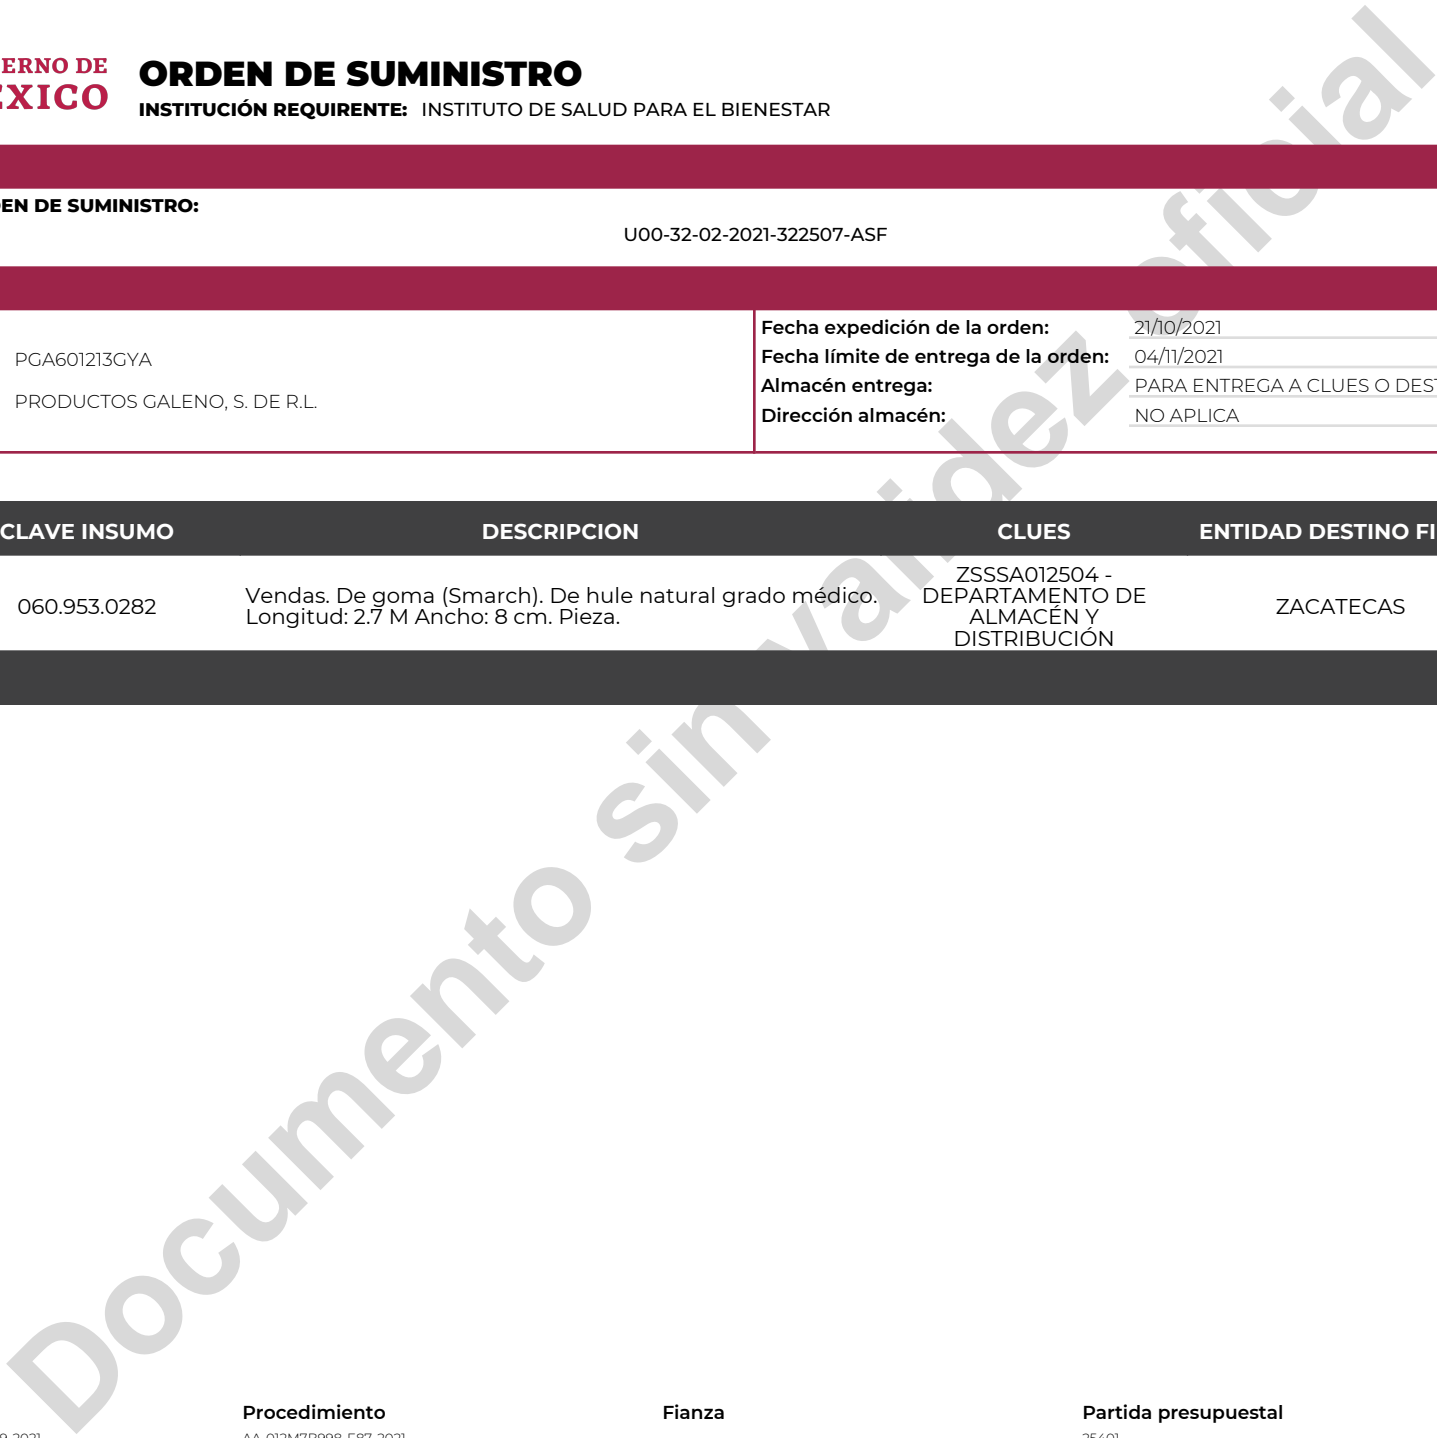 ERNO DE
EXICO
ORDEN DE SUMINISTRO
INSTITUCIÓN REQUIRENTE: INSTITUTO DE SALUD PARA EL BIENESTAR
EN DE SUMINISTRO:
U00-32-02-2021-322507-ASF
PGA601213GYA
PRODUCTOS GALENO, S. DE R.L.
Fecha expedición de la orden: 21/10/2021
Fecha límite de entrega de la orden: 04/11/2021
Almacén entrega: PARA ENTREGA A CLUES O DEST
Dirección almacén: NO APLICA
CLAVE INSUMO DESCRIPCION CLUES ENTIDAD DESTINO FI
060.953.0282
Vendas. De goma (Smarch). De hule natural grado médico.
Longitud: 2.7 M Ancho: 8 cm. Pieza.
ZSSSA012504 -
DEPARTAMENTO DE
ALMACÉN Y
DISTRIBUCIÓN
ZACATECAS
Documento sin validez oficial
Procedimiento Fianza Partida presupuestal